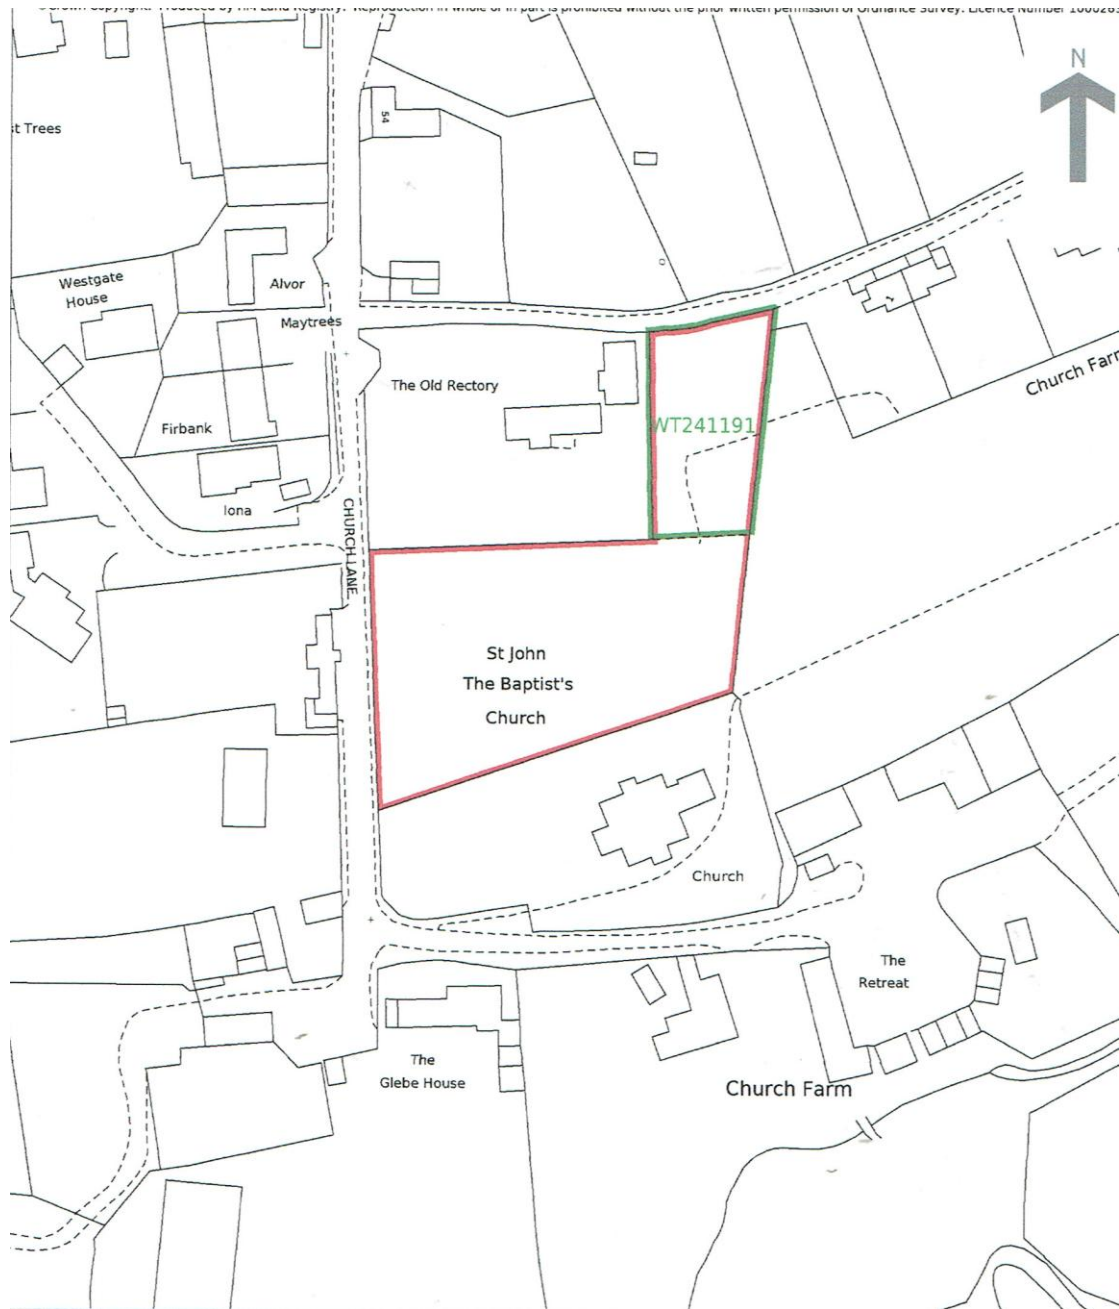 ©Crown Copyright. Produced by HM Land Registry. Reproduction in whole or in part is prohibited without the prior written permission of Ordnance Survey. Licence Number
N
st Trees
54
Westgate
House
Alvor
Maytrees
The Old Rectory
1
Church Farm
WT241191
Firbank
Iona
CHURCH LANE
St John
The Baptist's
Church
Church
The
Retreat
The
Glebe House
Church Farm